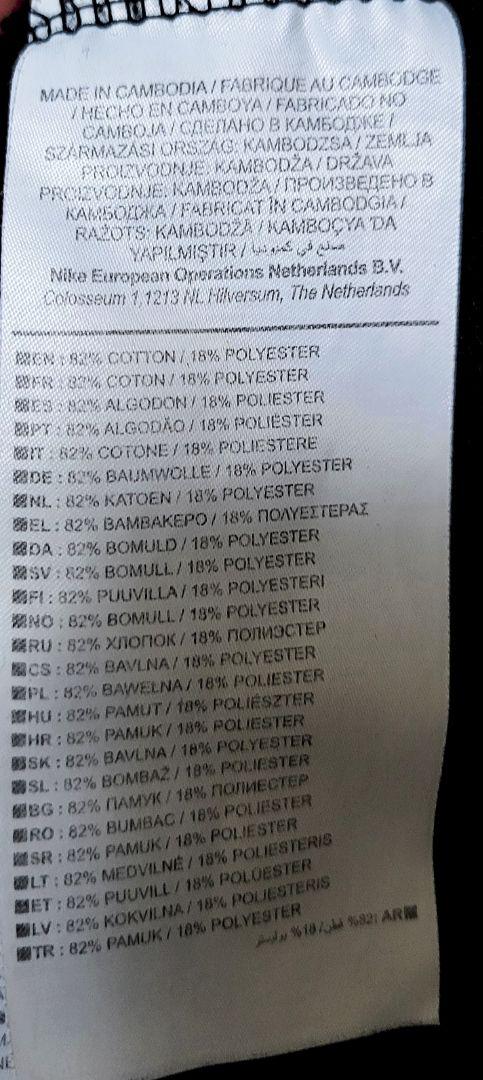 MADE IN CAMBODIA / FABRIQUE AU CAMBODGE
/ HECHO EN CAMBOYA / FABRICADO NO
CAMBOJA / СДЕЛАНО В КАМБОДЖЕ /
SZÁRMAZÁSI ORSZÁG: KAMBODZSA / ZEMLJA
PROIZVODNJE: KAMBODŽA / DRŽAVA
PROIZVODNJE: KAMBODŽA / ПРОИЗВЕДЕНО В
КАМБОДЖА / FABRICAT ÎN CAMBODGIA /
RAŽOTS: KAMBODŽĀ / KAMBOÇYA 'DA
YAPILMIŞTIR / صنع في كمبوديا
Nike European Operations Netherlands B.V.
Colosseum 1 1213 NL Hilversum, The Netherlands
EN : 82% COTTON / 18% POLYESTER
FR : 82% COTON / 18% POLYESTER
ES : 82% ALGODON / 18% POLIESTER
PT : 82% ALGODÃO / 18% POLIÉSTER
IT : 82% COTONE / 18% POLIESTERE
DE : 82% BAUMWOLLE / 18% POLYESTER
NL : 82% KATOEN / 18% POLYESTER
EL : 82% ΒΑΜΒΑΚΕΡΟ / 18% ΠΟΛΥΕΣΤΕΡΑΣ
DA : 82% BOMULD / 18% POLYESTER
SV : 82% BOMULL / 18% POLYESTER
FI : 82% PUUVILLA / 18% POLYESTERI
NO : 82% BOMULL / 18% POLYESTER
RU : 82% ХЛОПОК / 18% ПОЛИЭСТЕР
CS : 82% BAVLNA / 18% POLYESTER
PL : 82% BAWEŁNA / 18% POLIESTER
HU : 82% PAMUT / 18% POLIÉSZTER
HR : 82% PAMUK / 18% POLIESTER
SK : 82% BAVLNA / 18% POLYESTER
SL : 82% BOMBAŽ / 18% POLIESTER
BG : 82% ПАМУК / 18% ПОЛИЕСТЕР
RO : 82% BUMBAC / 18% POLIESTER
SR : 82% PAMUK / 18% POLIESTER
LT : 82% MEDVILNĖ / 18% POLIESTERIS
ET : 82% PUUVILL / 18% POLÜESTER
LV : 82% KOKVILNA / 18% POLIESTERIS
TR : 82% PAMUK / 18% POLYESTER
AR :82% قطن / 18% بوليستر